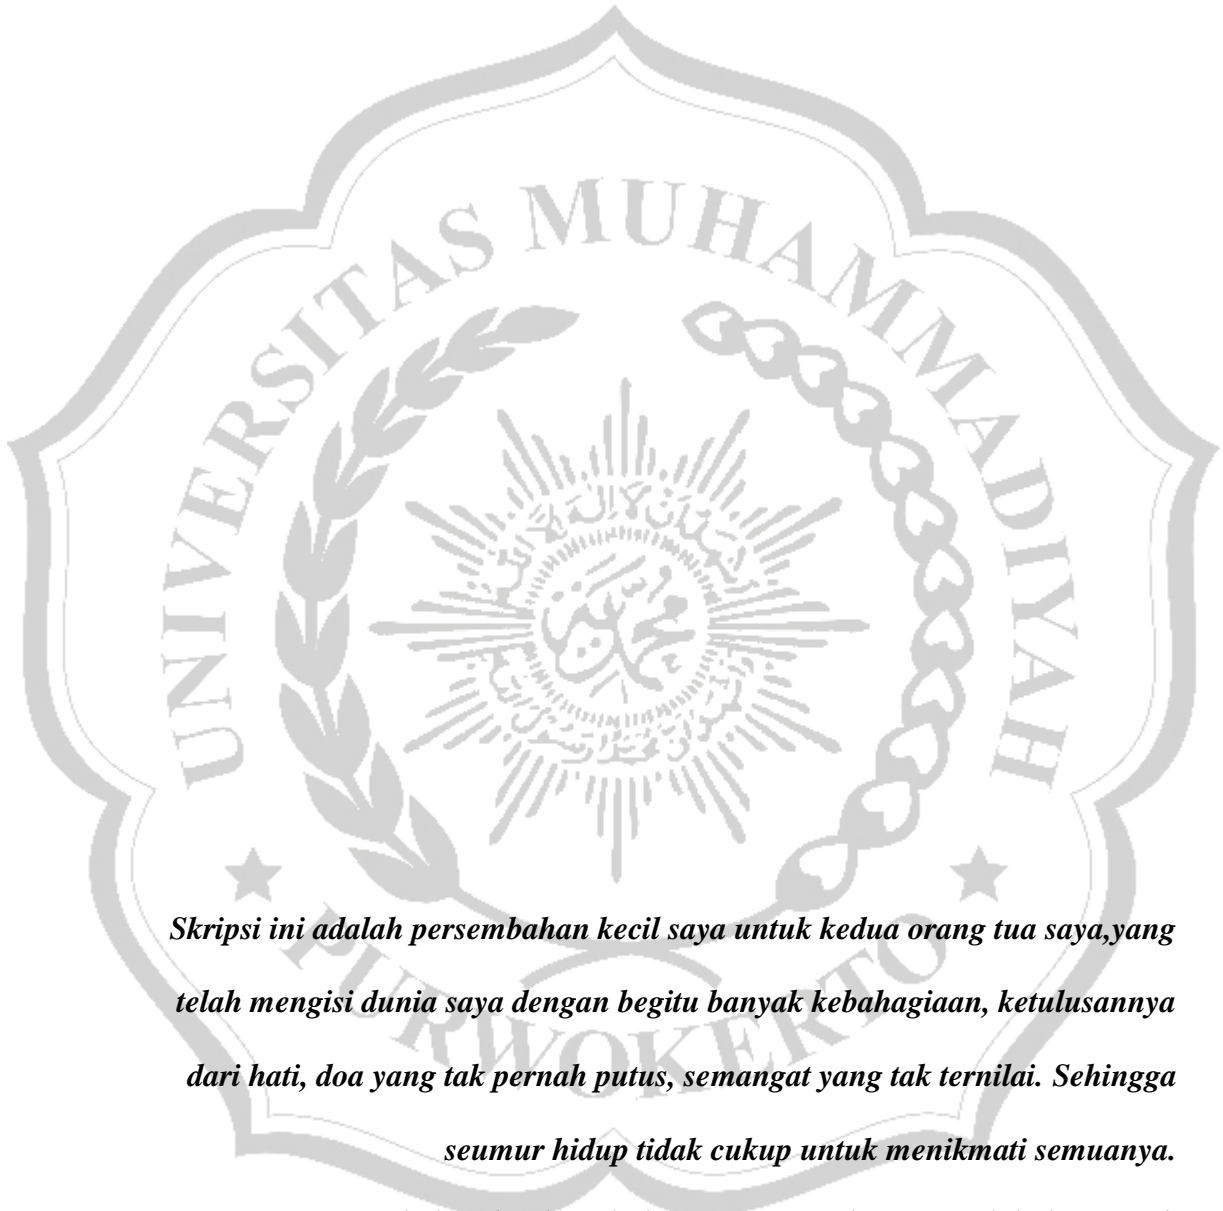 UNIVERSITAS MUHAMMADIYAH
PURWOKERTO
Skripsi ini adalah persembahan kecil saya untuk kedua orang tua saya,yang
telah mengisi dunia saya dengan begitu banyak kebahagiaan, ketulusannya
dari hati, doa yang tak pernah putus, semangat yang tak ternilai. Sehingga
seumur hidup tidak cukup untuk menikmati semuanya.